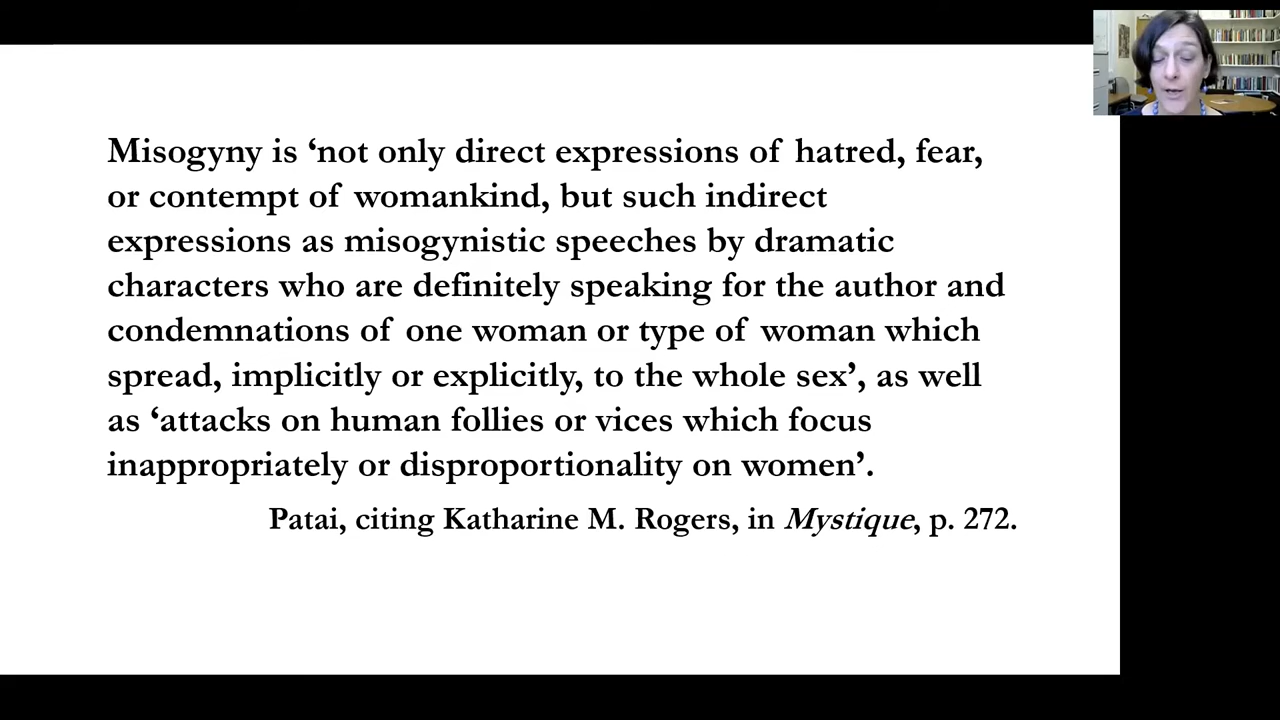 Misogyny is ‘not only direct expressions of hatred, fear,
or contempt of womankind, but such indirect
expressions as misogynistic speeches by dramatic
characters who are definitely speaking for the author and
condemnations of one woman or type of woman which
spread, implicitly or explicitly, to the whole sex’, as well
as ‘attacks on human follies or vices which focus
inappropriately or disproportionality on women’.
Patai, citing Katharine M. Rogers, in Mystique, p. 272.